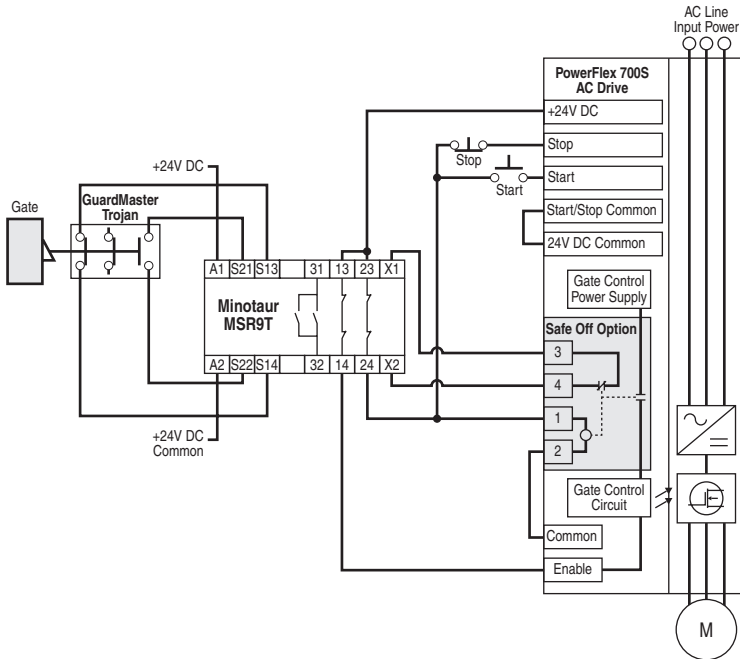 AC Line
Input Power
PowerFlex 700S
AC Drive
+24V DC
Stop
Stop
Start
Start
Start/Stop Common
24V DC Common
+24V DC
GuardMaster
Trojan
Gate
A1 S21 S13 31 13 23 X1
Minotaur
MSR9T
A2 S22 S14 32 14 24 X2
+24V DC
Common
Gate Control
Power Supply
Safe Off Option
3
4
1
2
Gate Control
Circuit
Common
Enable
M